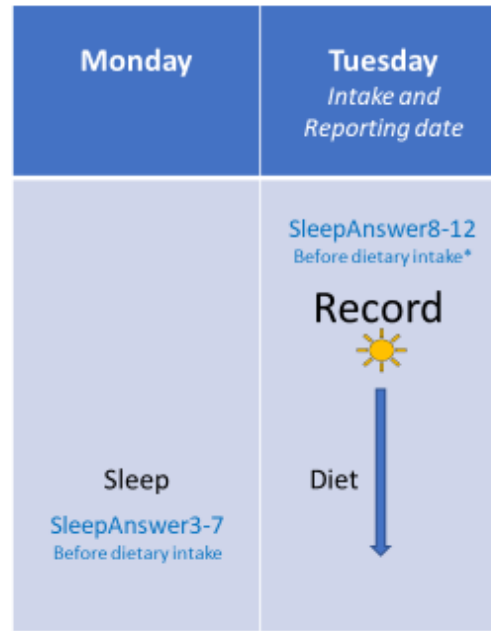 Monday
Tuesday
Intake and
Reporting date
SleepAnswer8-12
Before dietary intake*
Record
Sleep
Diet
SleepAnswer3-7
Before dietary intake